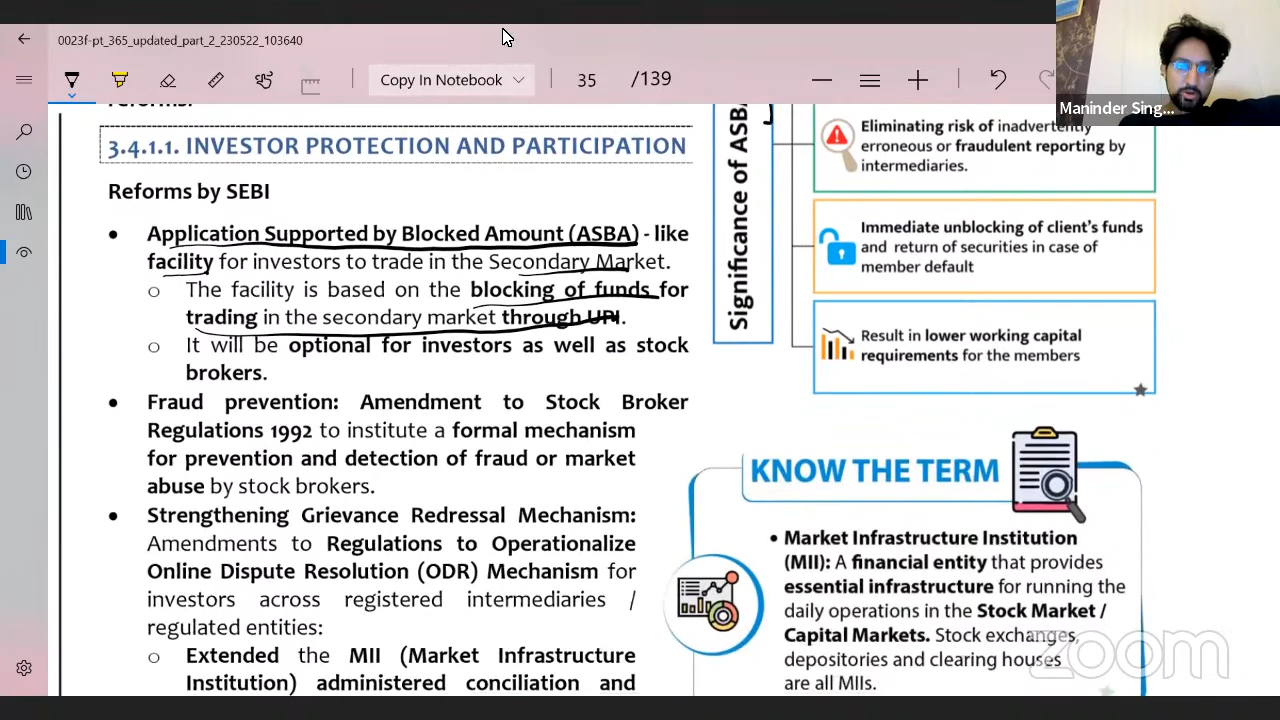 0023f-pt_365_updated_part_2_230522_103640
Copy In Notebook
35 /139
Maninder Sing...
reforms.
3.4.1.1. INVESTOR PROTECTION AND PARTICIPATION
Reforms by SEBI
• Application Supported by Blocked Amount (ASBA) - like
facility for investors to trade in the Secondary Market.
o The facility is based on the blocking of funds for
trading in the secondary market through UPI.
o It will be optional for investors as well as stock
brokers.
• Fraud prevention: Amendment to Stock Broker
Regulations 1992 to institute a formal mechanism
for prevention and detection of fraud or market
abuse by stock brokers.
• Strengthening Grievance Redressal Mechanism:
Amendments to Regulations to Operationalize
Online Dispute Resolution (ODR) Mechanism for
investors across registered intermediaries /
regulated entities:
o Extended the MII (Market Infrastructure
Institution) administered conciliation and
Significance of ASBA
Eliminating risk of inadvertently
erroneous or fraudulent reporting by
intermediaries.
Immediate unblocking of client's funds
and return of securities in case of
member default
Result in lower working capital
requirements for the members
KNOW THE TERM
• Market Infrastructure Institution
(MII): A financial entity that provides
essential infrastructure for running the
daily operations in the Stock Market /
Capital Markets. Stock exchanges,
depositories and clearing houses
are all MIIs.
zoom